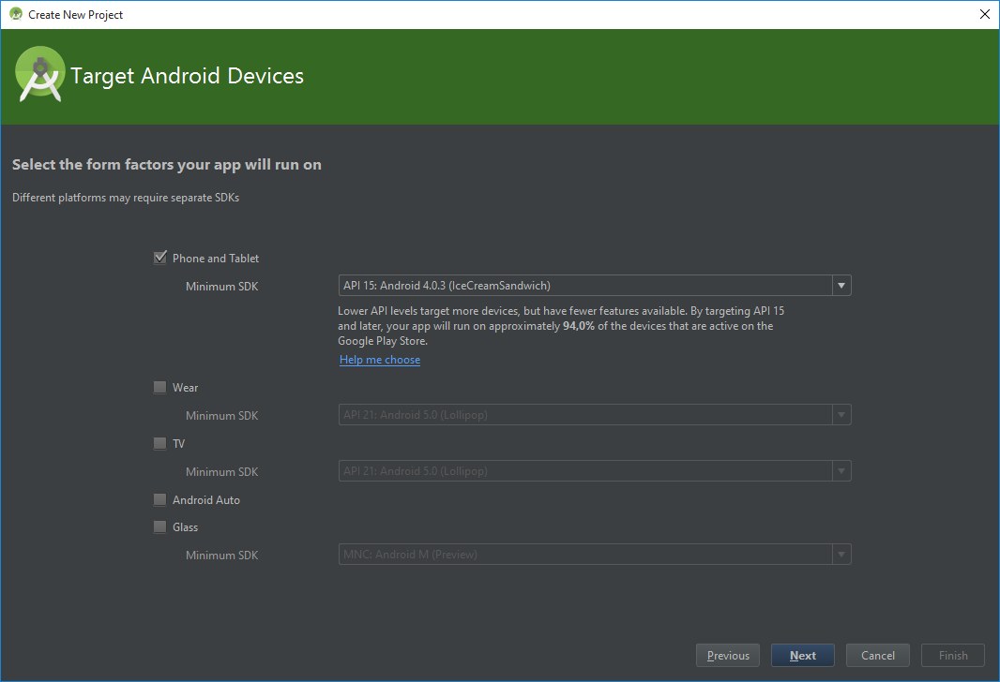 Create New Project
Target Android Devices
Select the form factors your app will run on
Different platforms may require separate SDKs
Phone and Tablet
Minimum SDK
API 15: Android 4.0.3 (IceCreamSandwich)
Lower API levels target more devices, but have fewer features available. By targeting API 15
and later, your app will run on approximately 94,0% of the devices that are active on the
Google Play Store.
Help me choose
Wear
Minimum SDK
API 21: Android 5.0 (Lollipop)
TV
Minimum SDK
API 21: Android 5.0 (Lollipop)
Android Auto
Glass
Minimum SDK
MNC: Android M (Preview)
Previous
Next
Cancel
Finish